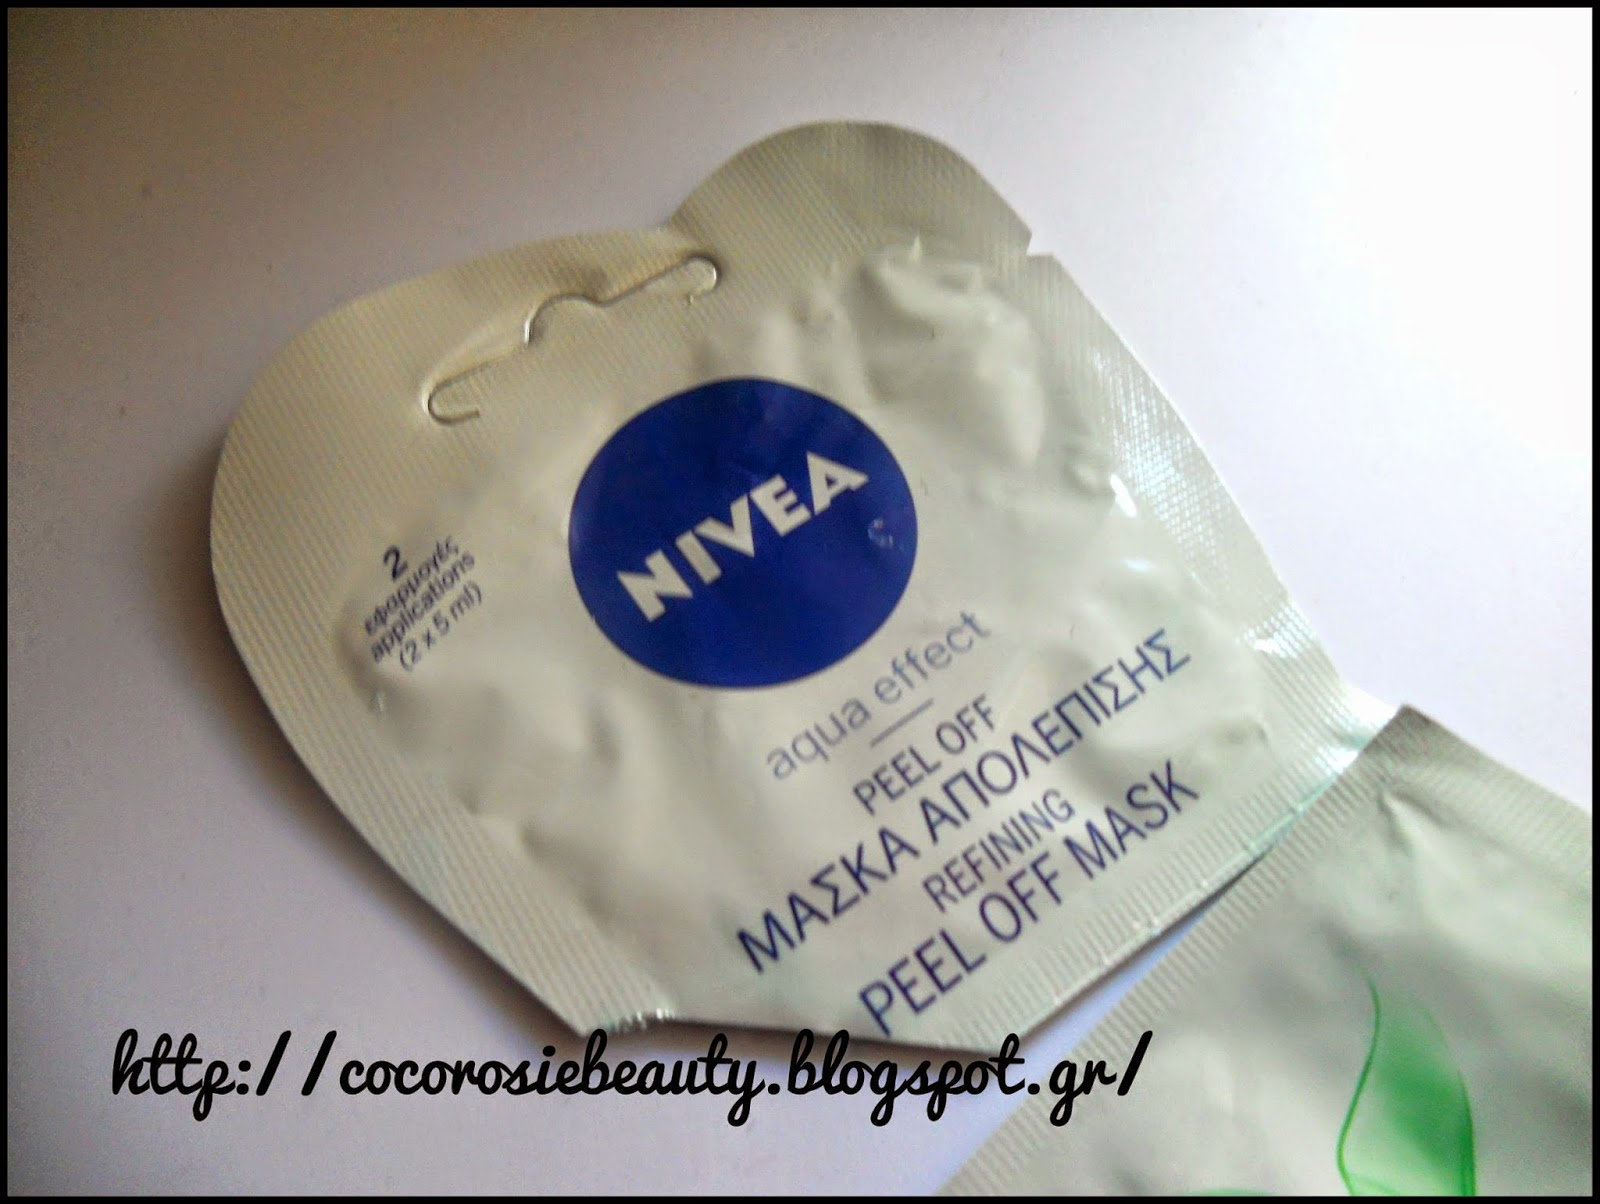 NIVEA
2
εφαρμογές
applications
(2 x 5 ml)
aqua effect
PEEL OFF
ΜΑΣΚΑ ΑΠΟΛΕΠΙΣΗΣ
REFINING
PEEL OFF MASK
http://cocorosiebeauty.blogspot.gr/